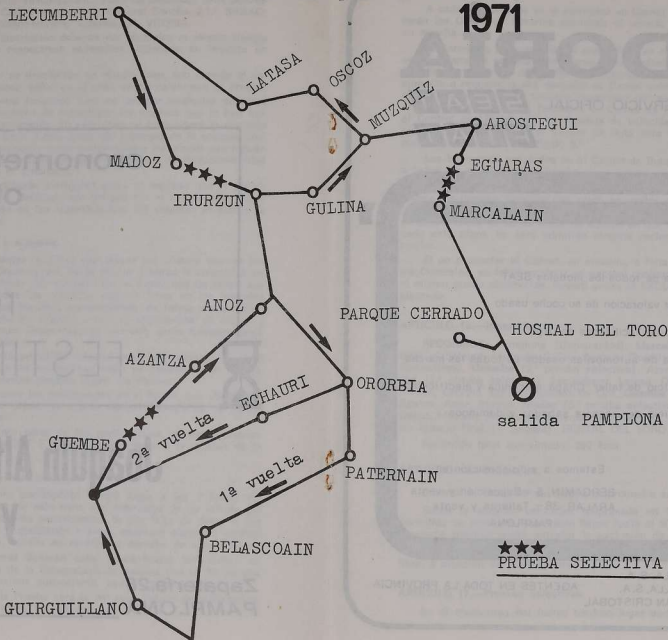 1971
LECUMBERRI
LATASA
OSCOZ
MUZQUIZ
AROSTEGUI
EGÜARAS
MADOZ
IRURZUN
GULINA
MARCALAIN
ANOZ
PARQUE CERRADO
HOSTAL DEL TORO
AZANZA
ECHAURI
ORORBIA
salida PAMPLONA
GUEMBE
2ª vuelta
PATERNAIN
1ª vuelta
BELASCOAIN
PRUEBA SELECTIVA
GUIRGUILLANO